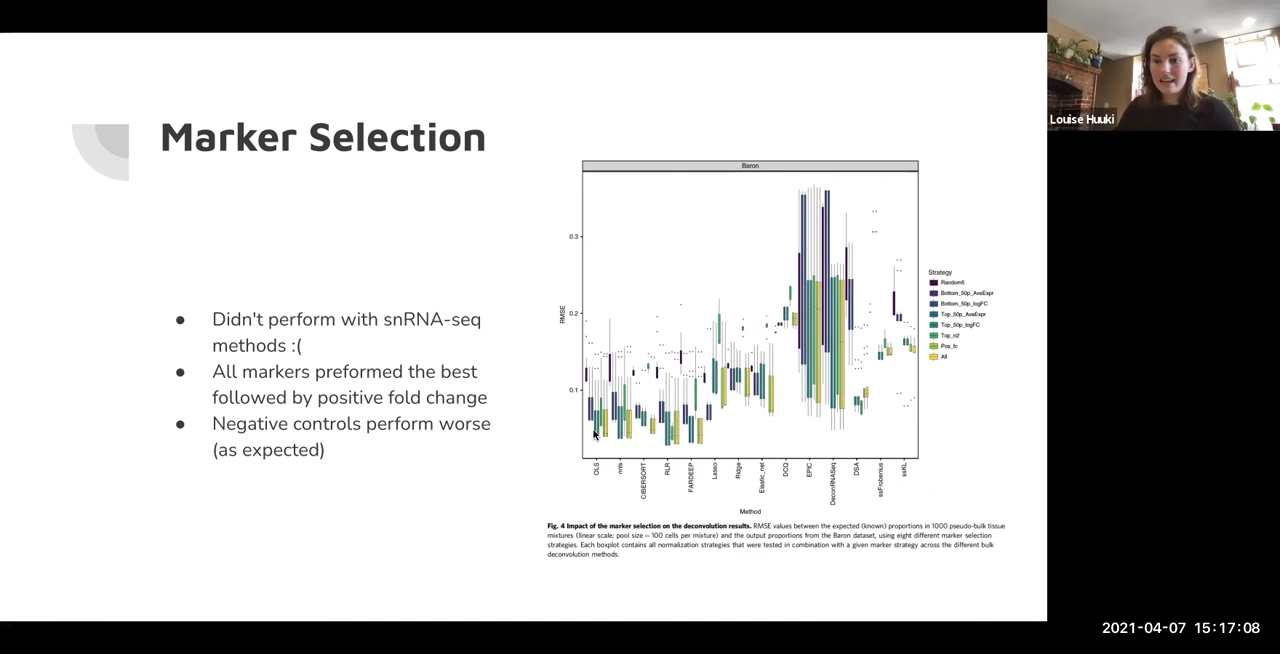 Marker Selection
● Didn't perform with snRNA-seq
methods :(
● All markers preformed the best
followed by positive fold change
● Negative controls perform worse
(as expected)
Baron
RMSE
0.3
0.2
0.1
OLS
nnls
CIBERSORT
RLR
FARDEEP
Lasso
Ridge
Elastic_net
DCQ
EPIC
DeconRNASeq
DSA
ssFrobenius
ssKL
Method
Strategy
Random5
Bottom_50p_AveExpr
Bottom_50p_logFC
Top_50p_AveExpr
Top_50p_logFC
Top_n2
Pos_fc
All
Fig. 4 Impact of the marker selection on the deconvolution results. RMSE values between the expected (known) proportions in 1000 pseudo-bulk tissue
mixtures (linear scale; pool size = 100 cells per mixture) and the output proportions from the Baron dataset, using eight different marker selection
strategies. Each boxplot contains all normalization strategies that were tested in combination with a given marker strategy across the different bulk
deconvolution methods.
Louise Huuki
2021-04-07 15:17:08